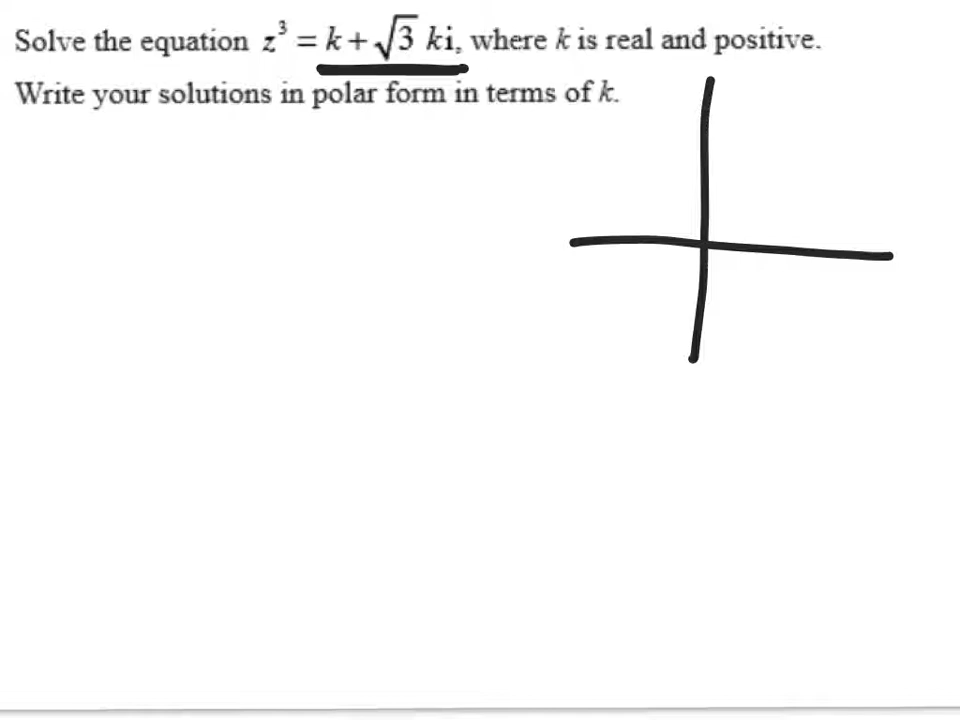 Solve the equation z³ = k + √3 ki, where k is real and positive.
Write your solutions in polar form in terms of k.